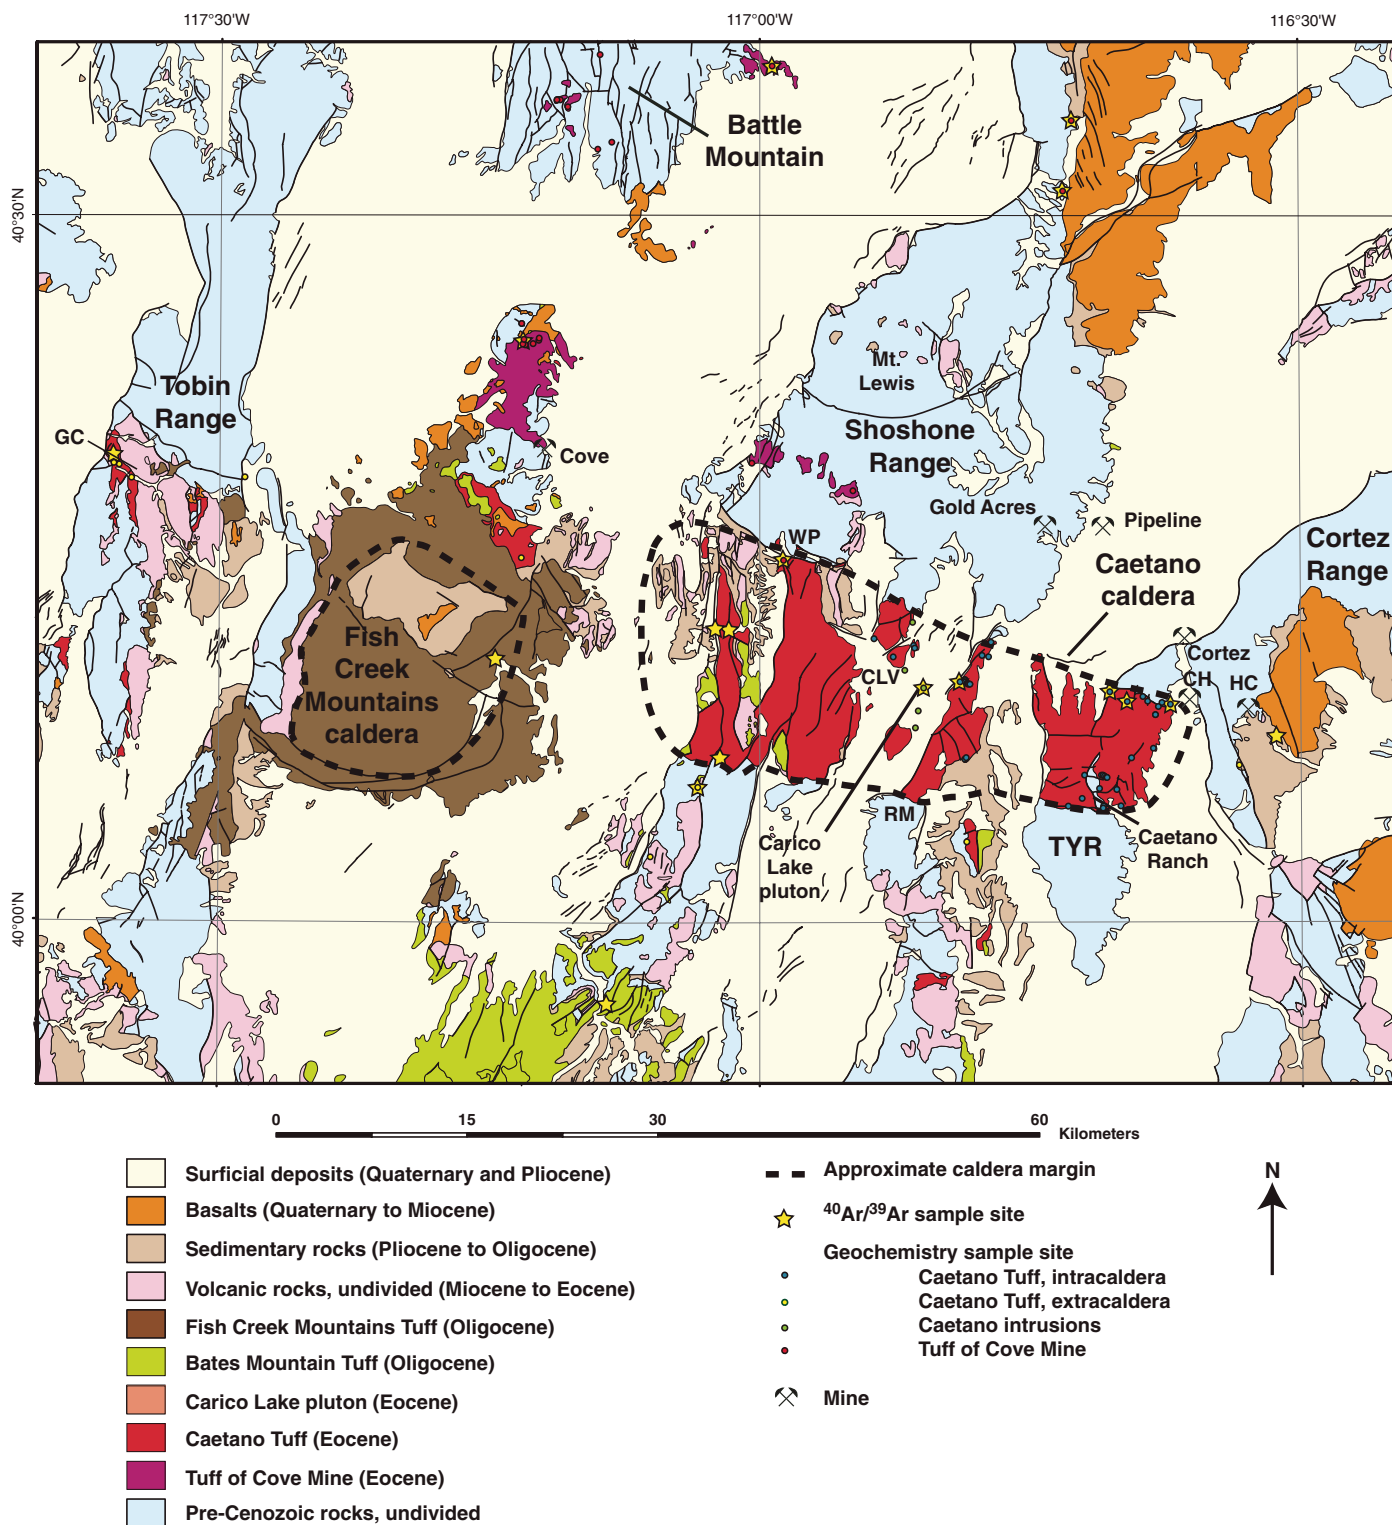 117°30'W
117°00'W
116°30'W
40°30'N
40°00'N
Battle
Mountain
Mt.
Lewis
Tobin
Range
GC
Cove
Shoshone
Range
Gold Acres
Pipeline
WP
Caetano
caldera
Cortez
Range
Fish
Creek
Mountains
caldera
CLV
Cortez
CH
HC
Carico
Lake
pluton
RM
TYR
Caetano
Ranch
0
15
30
60
Kilometers
Surficial deposits (Quaternary and Pliocene)
Basalts (Quaternary to Miocene)
Sedimentary rocks (Pliocene to Oligocene)
Volcanic rocks, undivided (Miocene to Eocene)
Fish Creek Mountains Tuff (Oligocene)
Bates Mountain Tuff (Oligocene)
Carico Lake pluton (Eocene)
Caetano Tuff (Eocene)
Tuff of Cove Mine (Eocene)
Pre-Cenozoic rocks, undivided
Approximate caldera margin
⁴⁰Ar/³⁹Ar sample site
Geochemistry sample site
Caetano Tuff, intracaldera
Caetano Tuff, extracaldera
Caetano intrusions
Tuff of Cove Mine
Mine
N